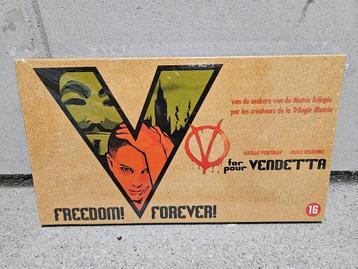 van de makers van de Matrix Trilogie
par les créateurs de la Trilogie Matrix
NATALIE PORTMAN HUGO WEAVING
V
for
pour VENDETTA
FREEDOM! FOREVER!
16